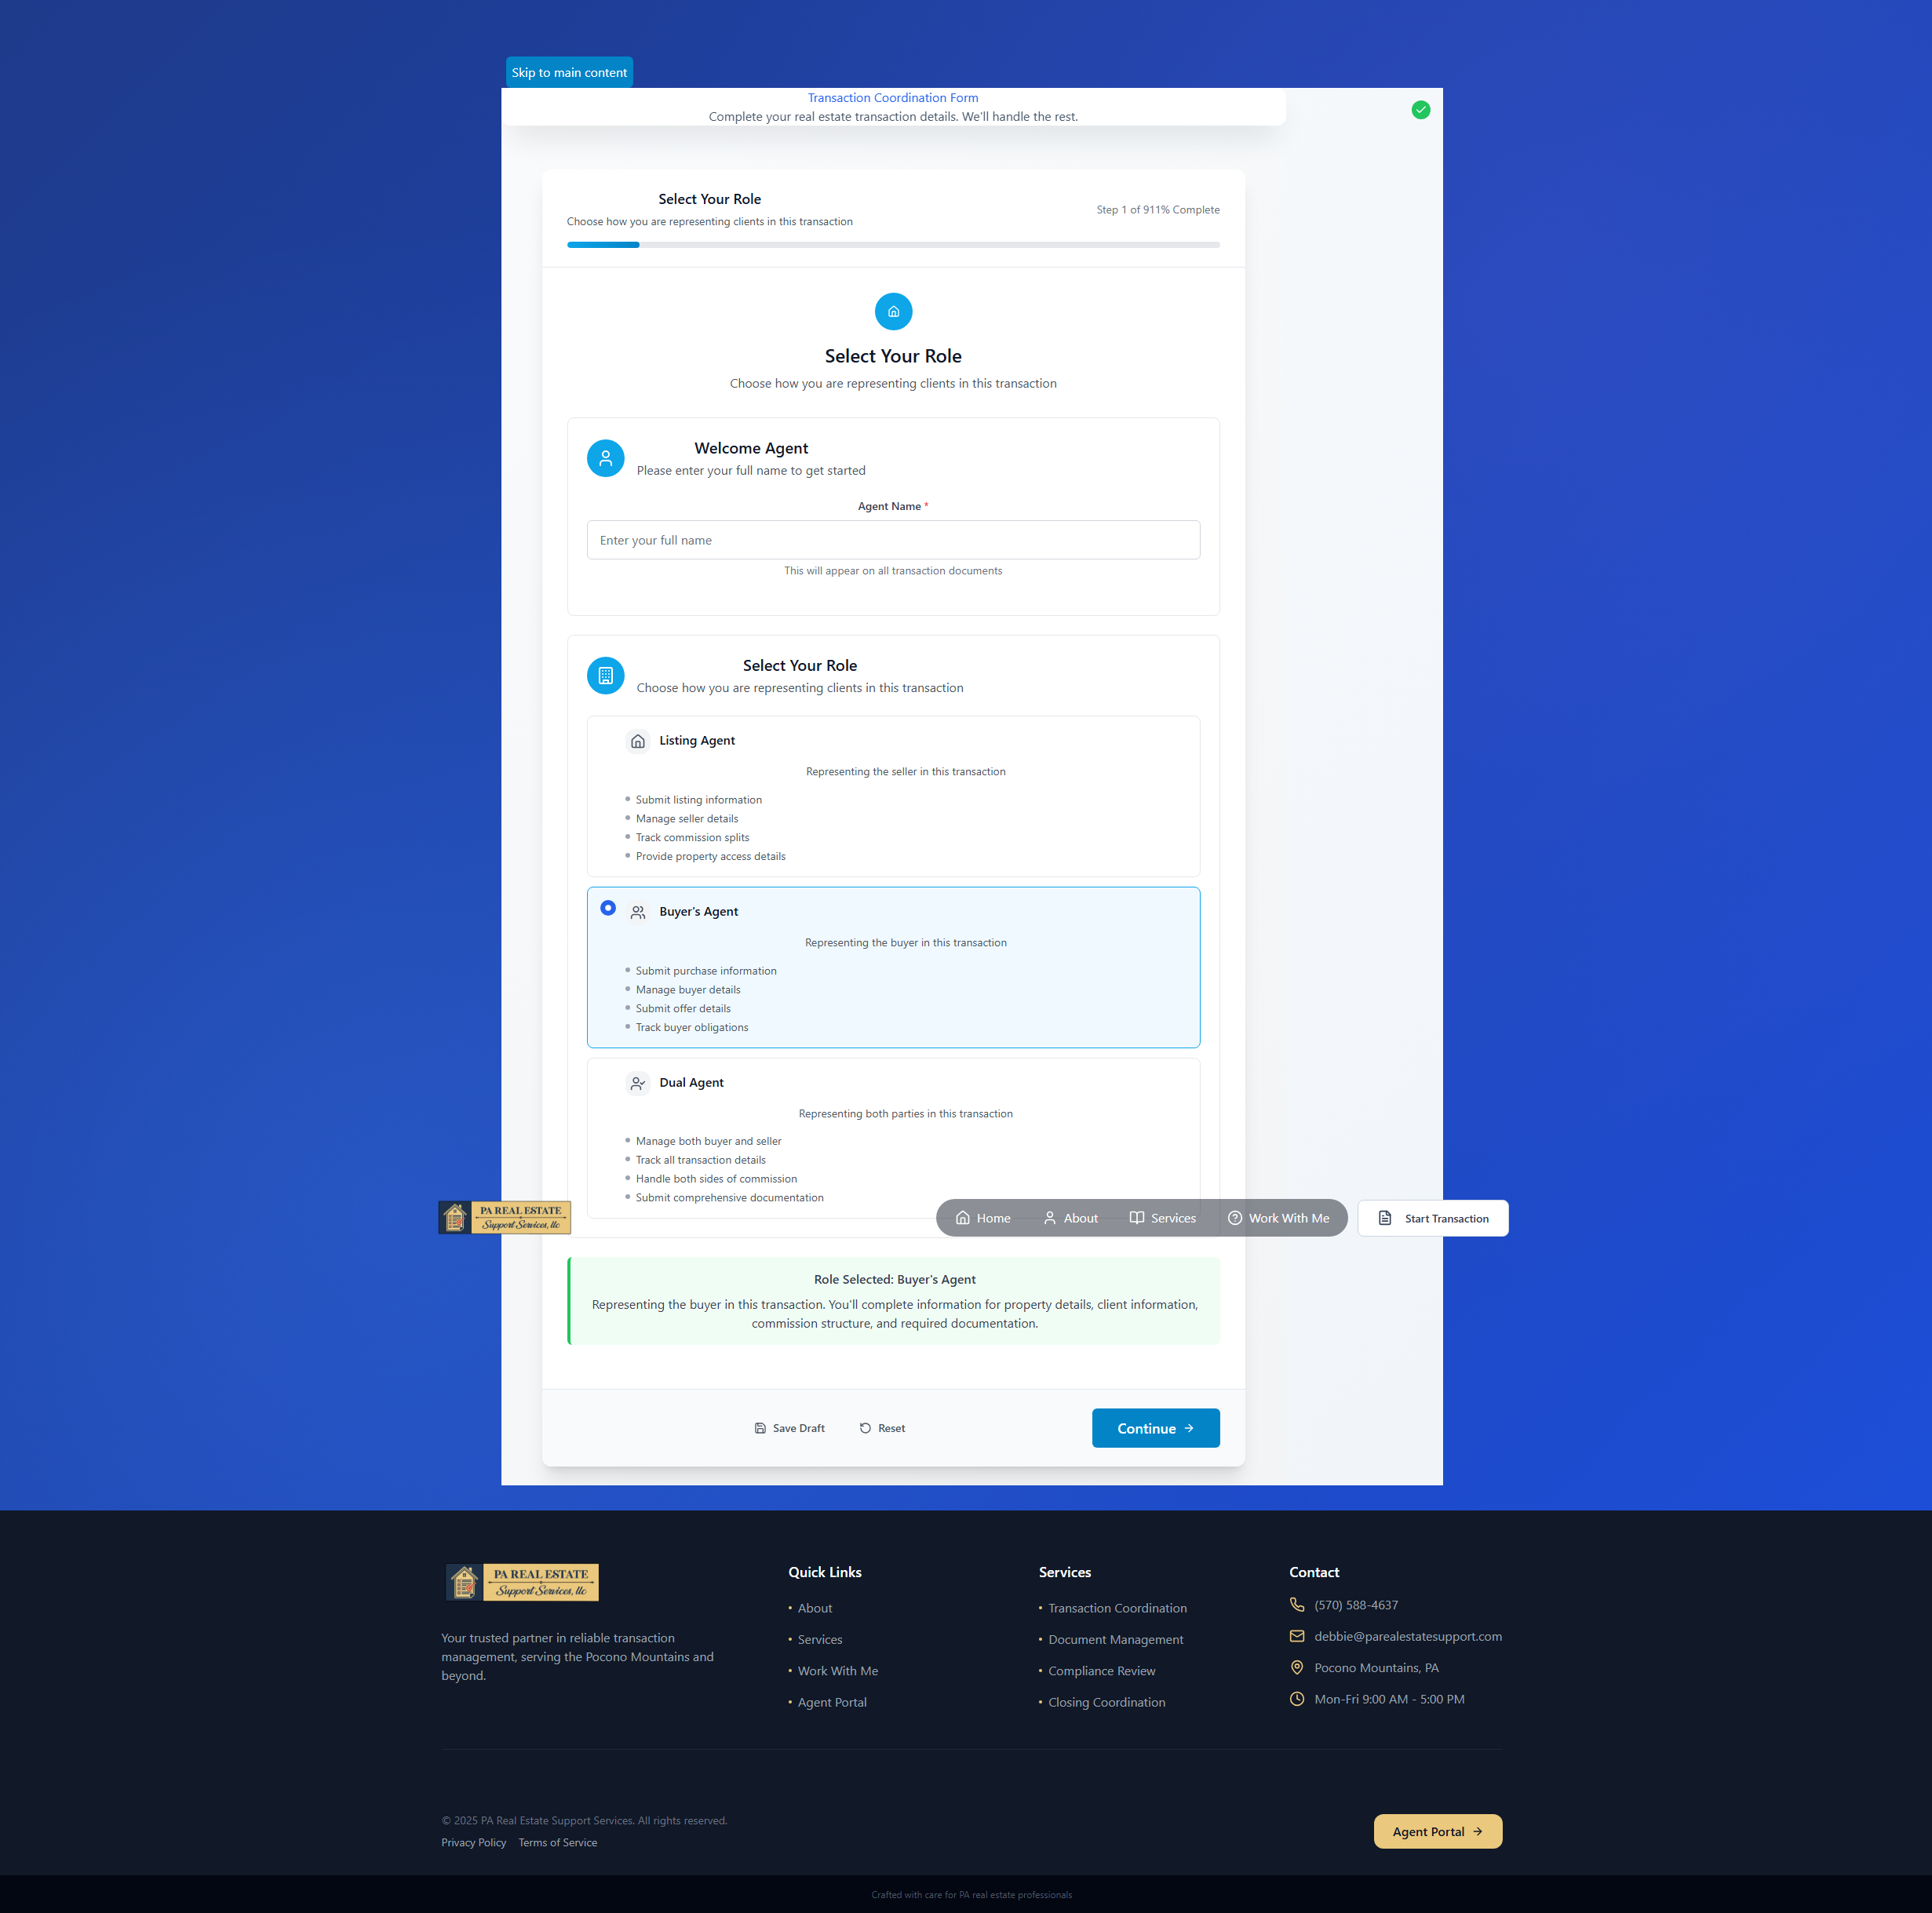 Skip to main content
Transaction Coordination Form
Complete your real estate transaction details. We'll handle the rest.
Select Your Role
Choose how you are representing clients in this transaction
Step 1 of 911% Complete
Select Your Role
Choose how you are representing clients in this transaction
Welcome Agent
Please enter your full name to get started
Agent Name *
Enter your full name
This will appear on all transaction documents
Select Your Role
Choose how you are representing clients in this transaction
Listing Agent
Representing the seller in this transaction
Submit listing information
Manage seller details
Track commission splits
Provide property access details
Buyer's Agent
Representing the buyer in this transaction
Submit purchase information
Manage buyer details
Submit offer details
Track buyer obligations
Dual Agent
Representing both parties in this transaction
Manage both buyer and seller
Track all transaction details
Handle both sides of commission
Submit comprehensive documentation
PA REAL ESTATE
Support Services, llc
Home
About
Services
Work With Me
Start Transaction
Role Selected: Buyer's Agent
Representing the buyer in this transaction. You'll complete information for property details, client information,
commission structure, and required documentation.
Save Draft
Reset
Continue
PA REAL ESTATE
Support Services, llc
Your trusted partner in reliable transaction
management, serving the Pocono Mountains and
beyond.
Quick Links
• About
• Services
• Work With Me
• Agent Portal
Services
• Transaction Coordination
• Document Management
• Compliance Review
• Closing Coordination
Contact
(570) 588-4637
debbie@parealestatesupport.com
Pocono Mountains, PA
Mon-Fri 9:00 AM - 5:00 PM
© 2025 PA Real Estate Support Services. All rights reserved.
Privacy Policy
Terms of Service
Agent Portal
Crafted with care for PA real estate professionals